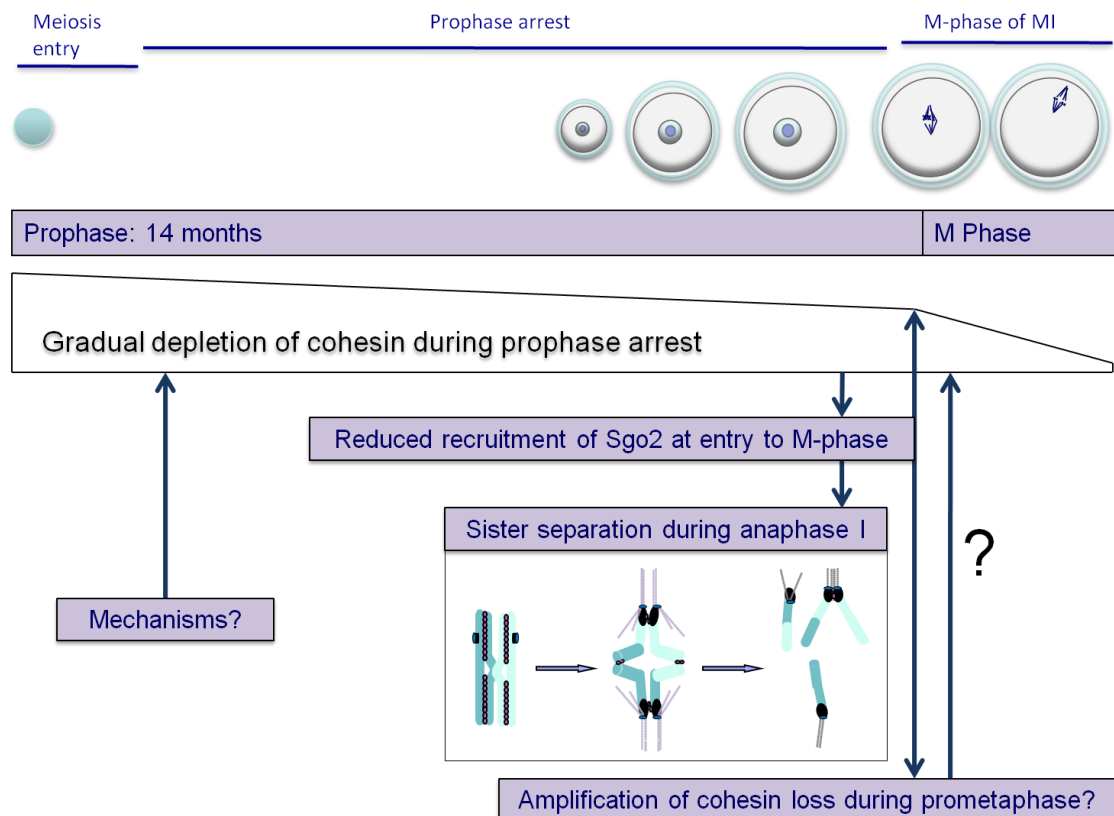 Meiosis
entry
Prophase arrest
M-phase of MI
Prophase: 14 months
M Phase
Gradual depletion of cohesin during prophase arrest
Reduced recruitment of Sgo2 at entry to M-phase
Sister separation during anaphase I
?
Mechanisms?
Amplification of cohesin loss during prometaphase?